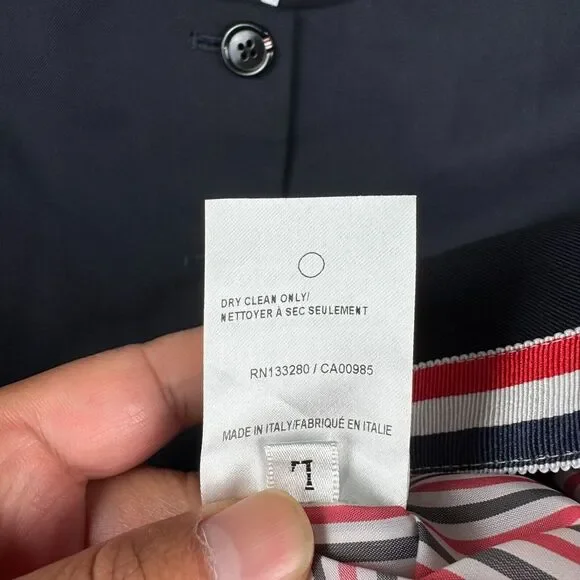 DRY CLEAN ONLY/
NETTOYER À SEC SEULEMENT
RN133280 / CA00985
MADE IN ITALY/FABRIQUÉ EN ITALIE